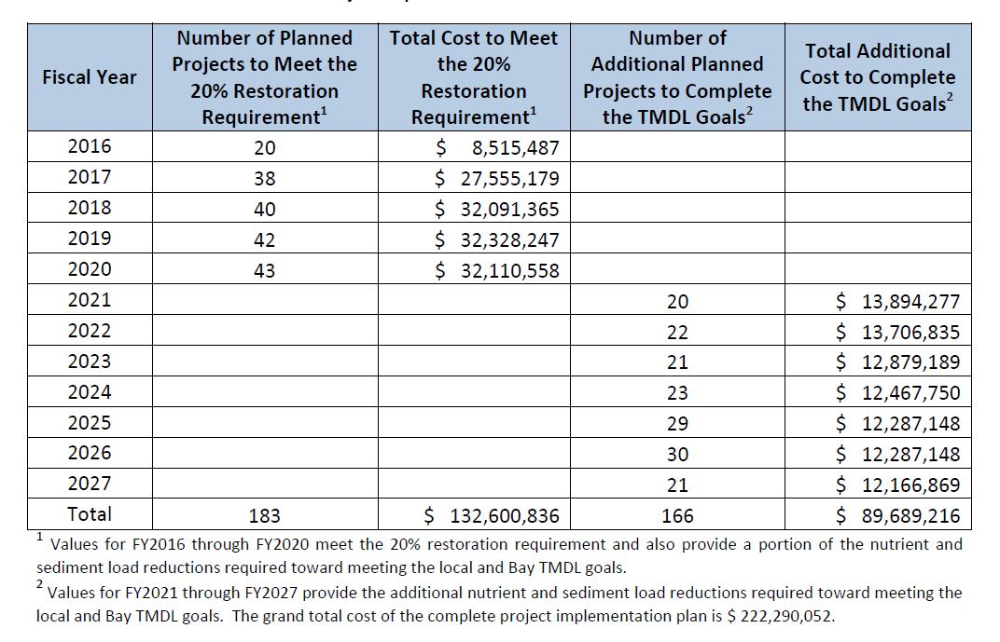 Fiscal Year
Number of Planned
Projects to Meet the
20% Restoration
Requirement1
Total Cost to Meet
the 20%
Restoration
Requirement1
Number of
Additional Planned
Projects to Complete
the TMDL Goals2
Total Additional
Cost to Complete
the TMDL Goals2
2016 20 $ 8,515,487
2017 38 $ 27,555,179
2018 40 $ 32,091,365
2019 42 $ 32,328,247
2020 43 $ 32,110,558
2021 20 $ 13,894,277
2022 22 $ 13,706,835
2023 21 $ 12,879,189
2024 23 $ 12,467,750
2025 29 $ 12,287,148
2026 30 $ 12,287,148
2027 21 $ 12,166,869
Total 183 $ 132,600,836 166 $ 89,689,216
1 Values for FY2016 through FY2020 meet the 20% restoration requirement and also provide a portion of the nutrient and
sediment load reductions required toward meeting the local and Bay TMDL goals.
2 Values for FY2021 through FY2027 provide the additional nutrient and sediment load reductions required toward meeting the
local and Bay TMDL goals. The grand total cost of the complete project implementation plan is $ 222,290,052.